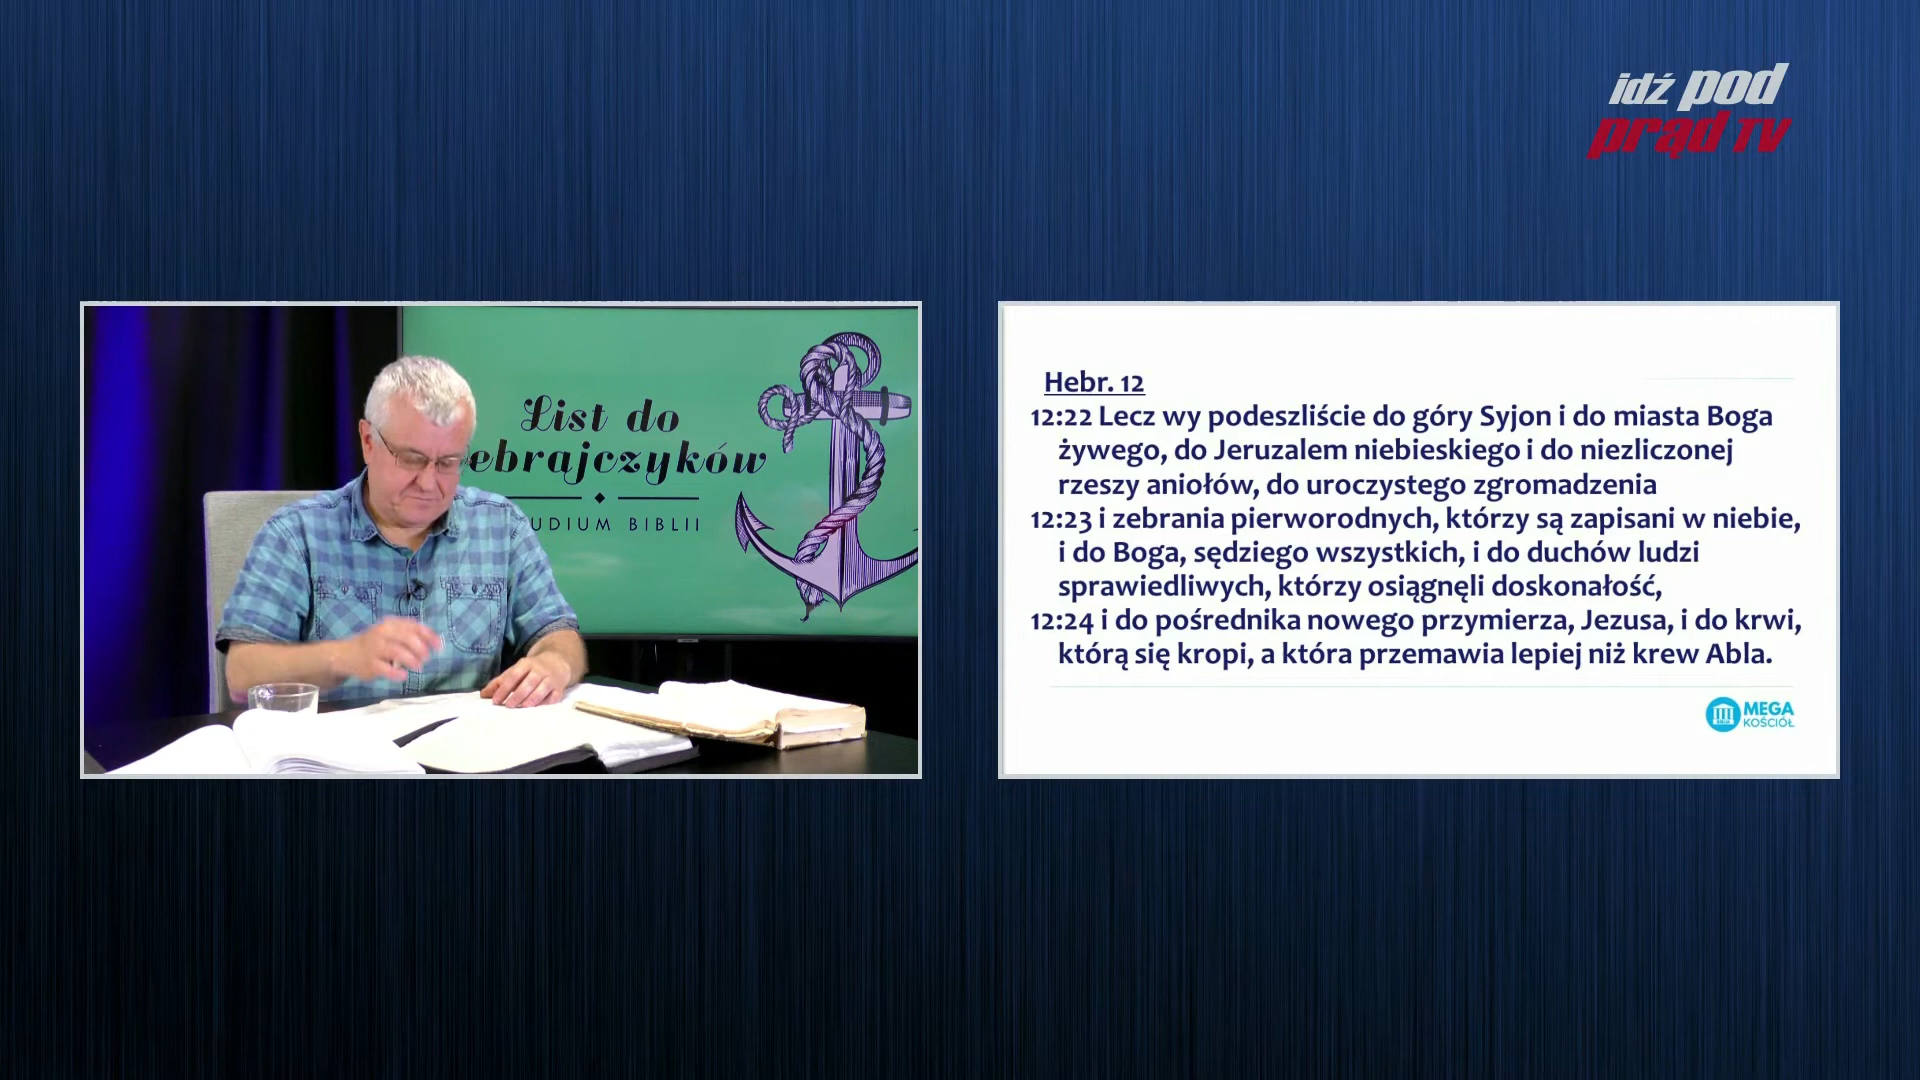 idź pod
prąd TV
List do
ebrajczyków
UDIUM BIBLII
Hebr. 12
12:22 Lecz wy podeszliście do góry Syjon i do miasta Boga
żywego, do Jeruzalem niebieskiego i do niezliczonej
rzeszy aniołów, do uroczystego zgromadzenia
12:23 i zebrania pierworodnych, którzy są zapisani w niebie,
i do Boga, sędziego wszystkich, i do duchów ludzi
sprawiedliwych, którzy osiągnęli doskonałość,
12:24 i do pośrednika nowego przymierza, Jezusa, i do krwi,
którą się kropi, a która przemawia lepiej niż krew Abla.
MEGA
KOŚCIÓŁ